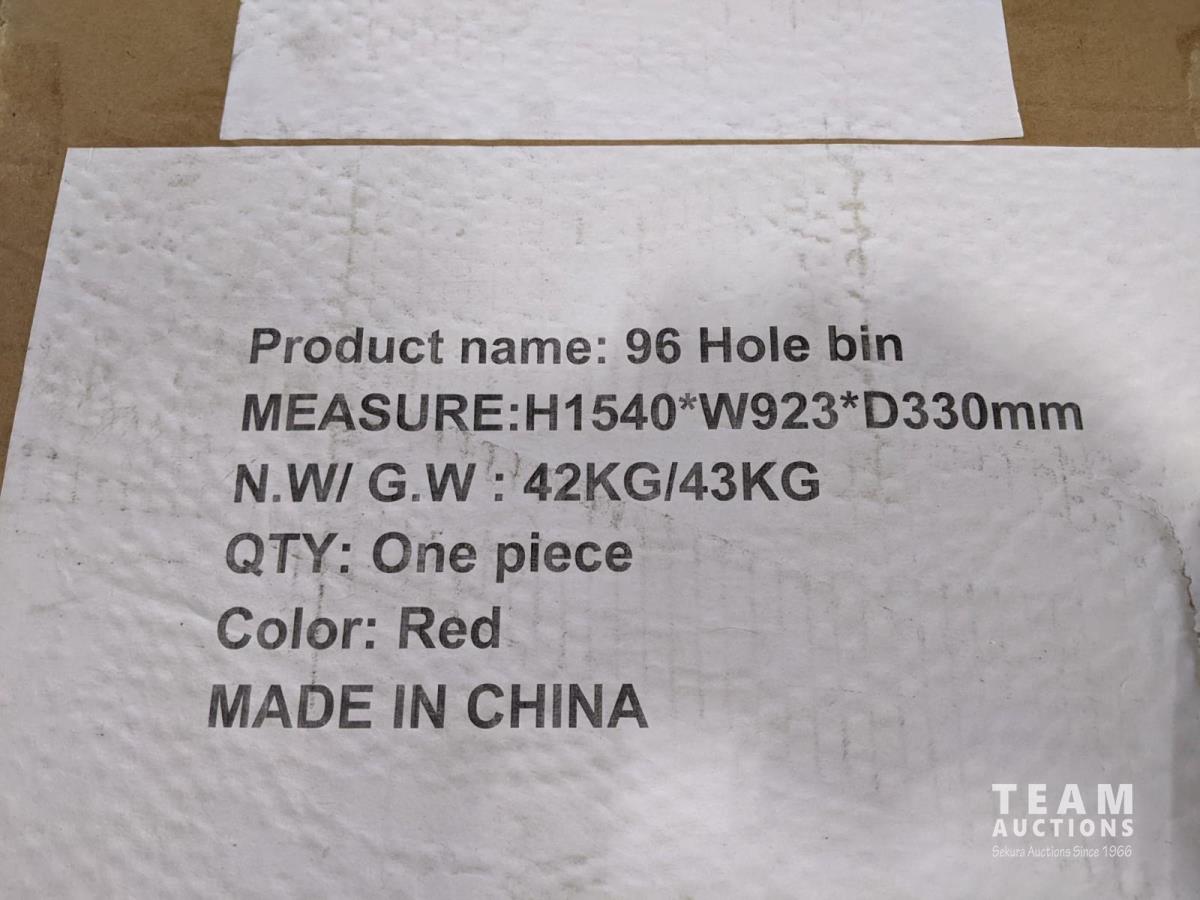 Product name: 96 Hole bin
MEASURE:H1540*W923*D330mm
N.W/ G.W : 42KG/43KG
QTY: One piece
Color: Red
MADE IN CHINA
TEAM
AUCTIONS
Sekura Auctions Since 1966